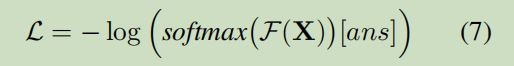 ℒ = − log (softmax(ℱ(𝐗))[ans]) (7)